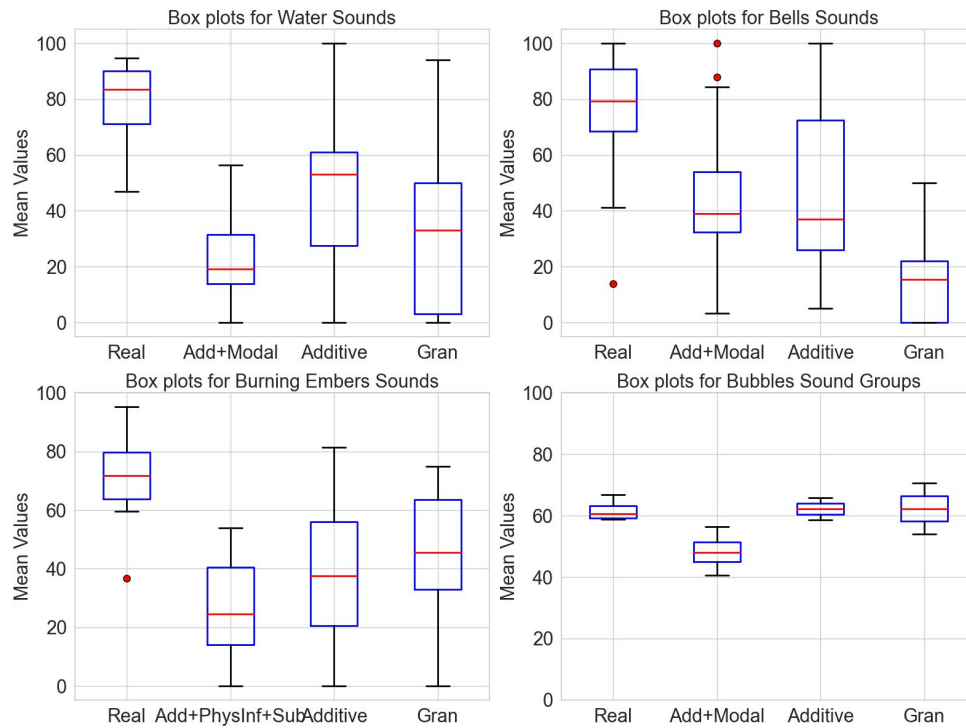 Box plots for Water Sounds
Mean Values
100
80
60
40
20
0
Real Add+Modal Additive Gran
Box plots for Bells Sounds
Mean Values
100
80
60
40
20
0
Real Add+Modal Additive Gran
Box plots for Burning Embers Sounds
Mean Values
100
80
60
40
20
0
Real Add+PhysInf+Sub Additive Gran
Box plots for Bubbles Sound Groups
Mean Values
100
80
60
40
20
0
Real Add+Modal Additive Gran